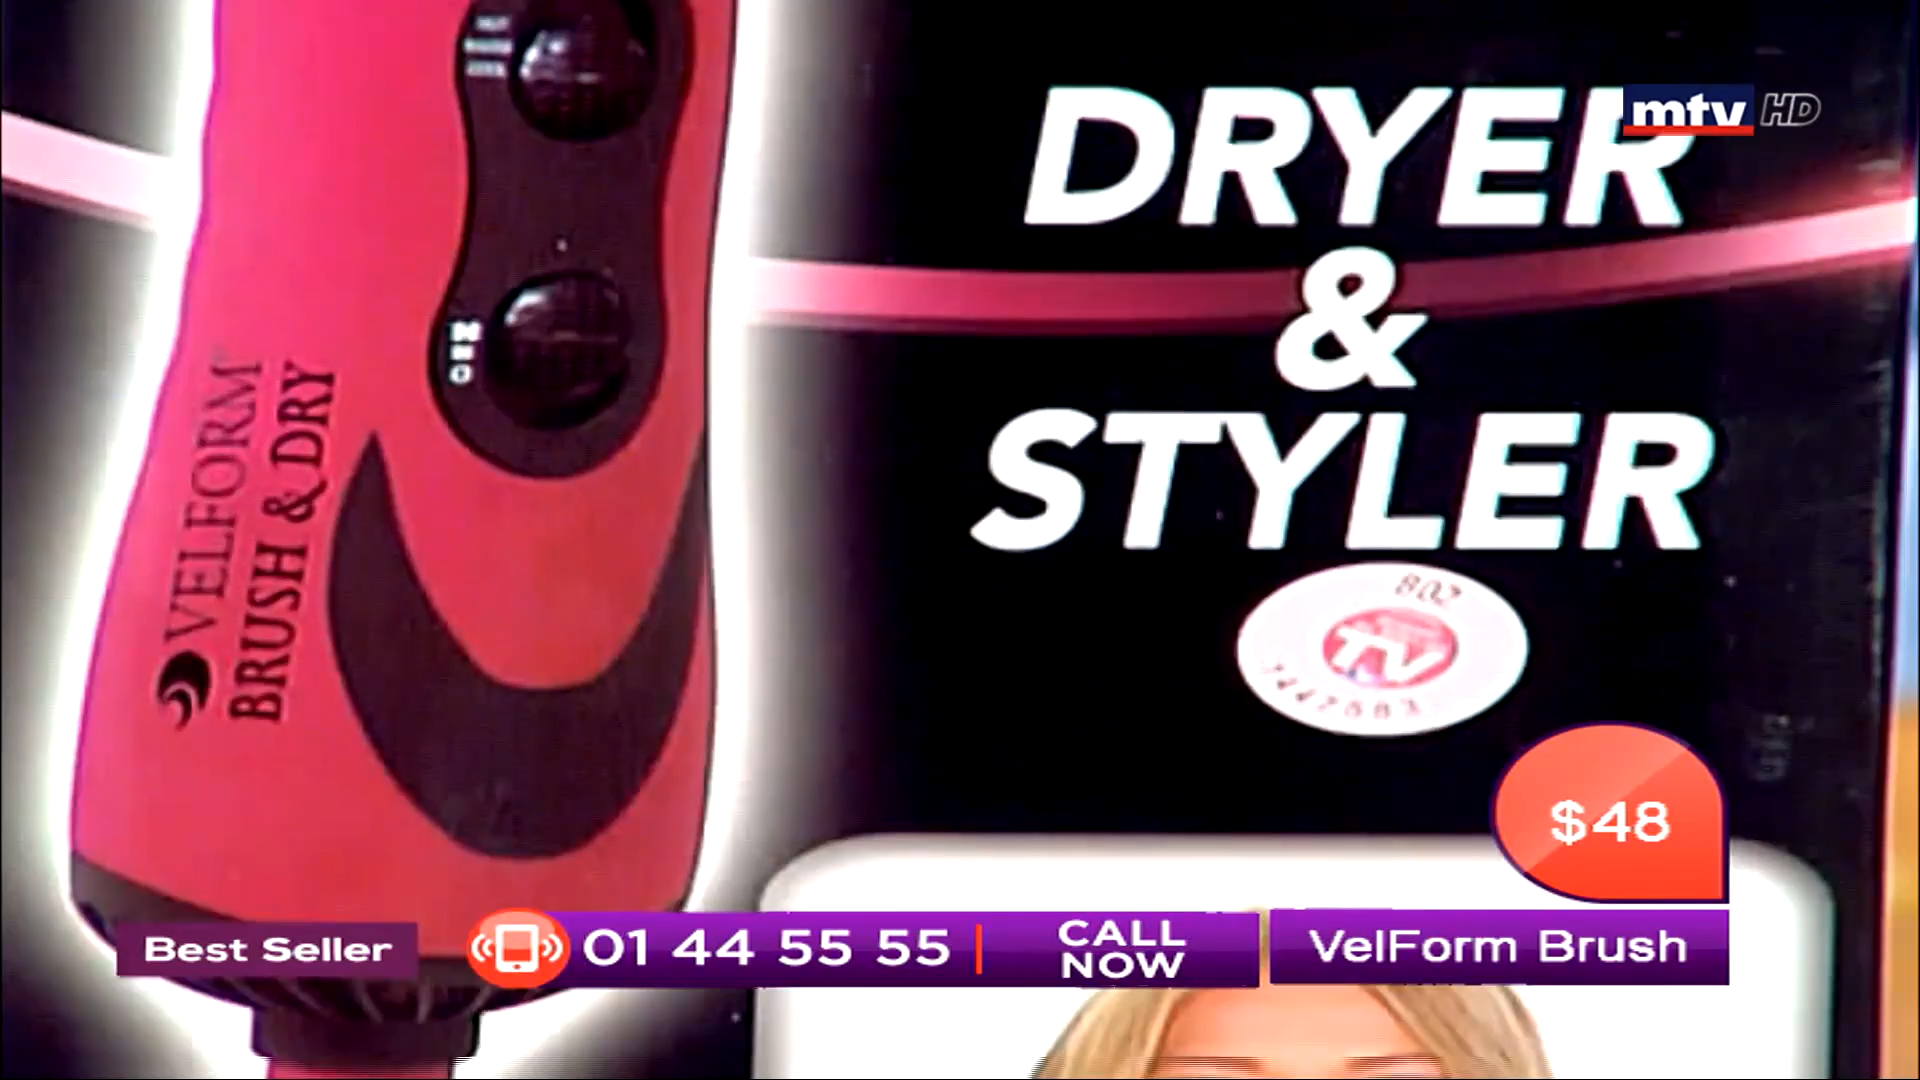 mtv HD
DRYER
&
STYLER
VELFORM
BRUSH & DRY
802
TV
$48
Best Seller
01 44 55 55
CALL
NOW
VelForm Brush